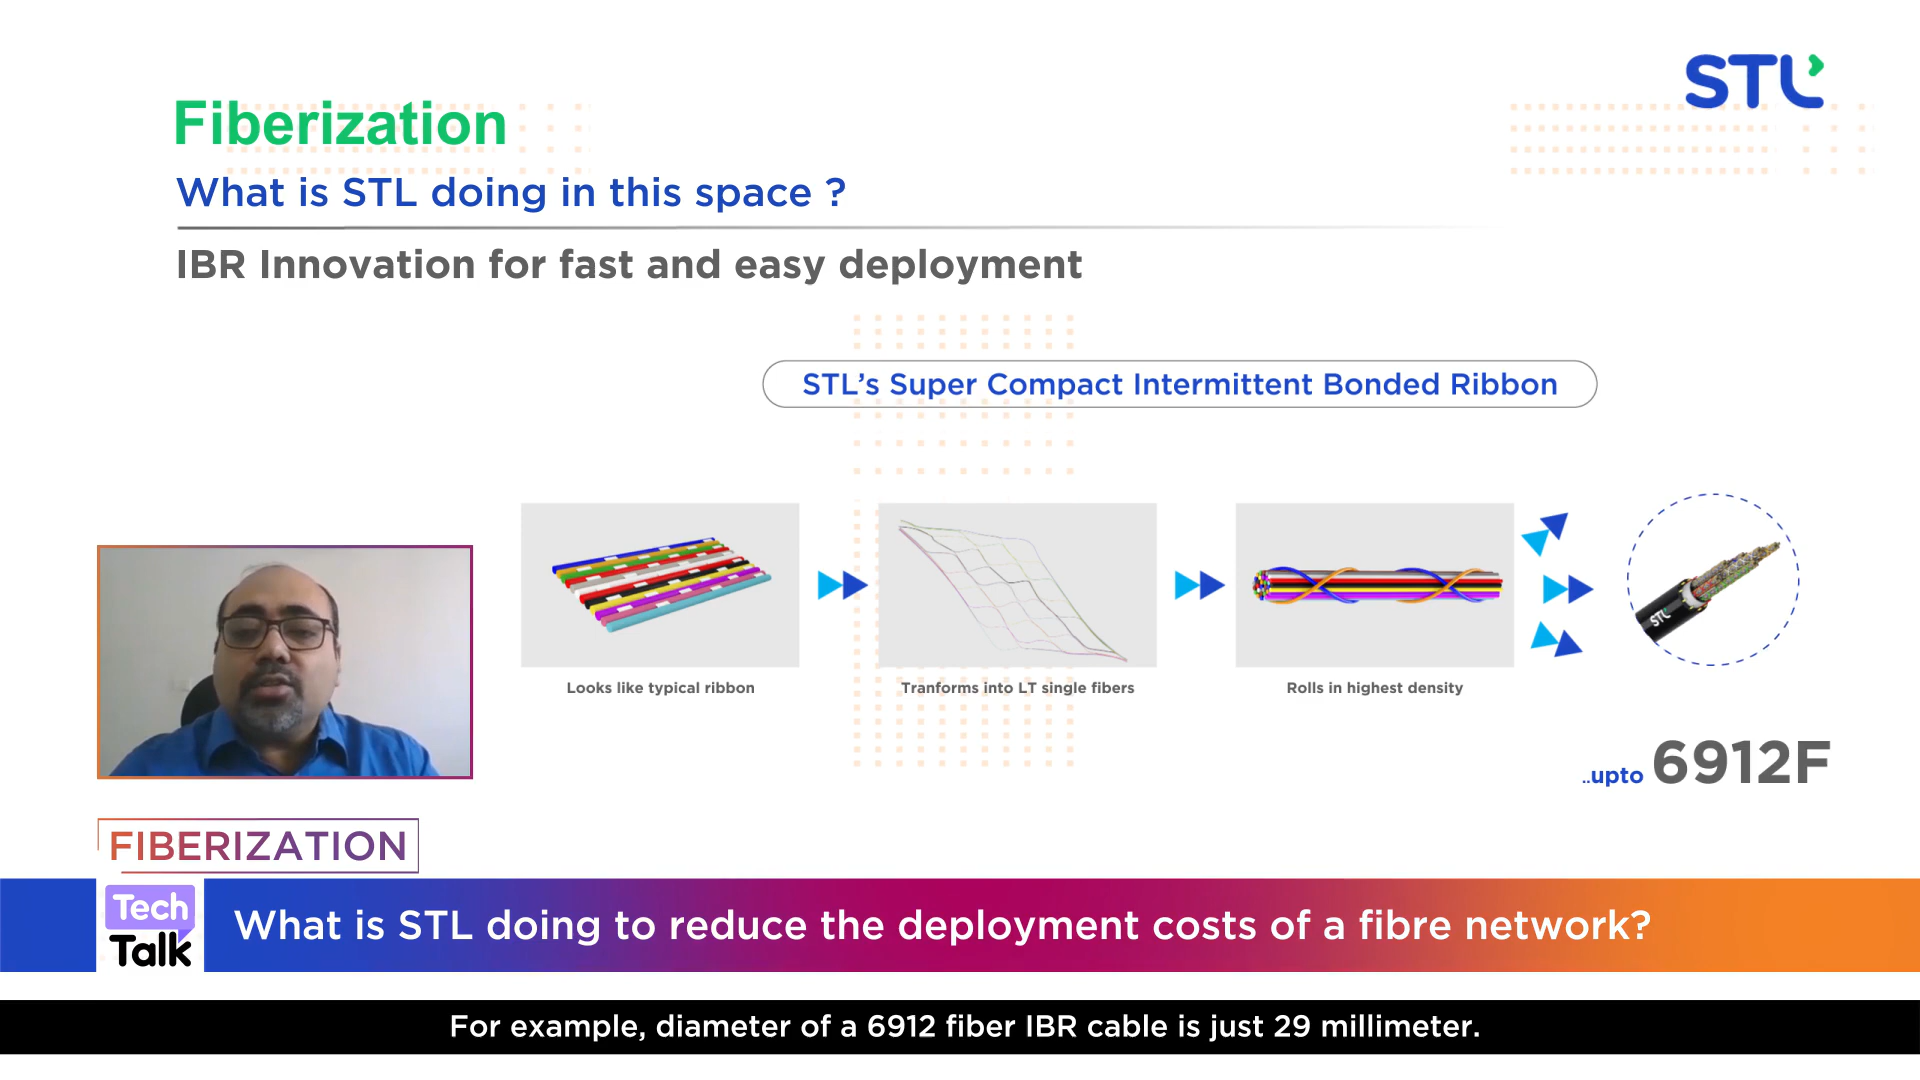 STL
Fiberization
What is STL doing in this space ?
IBR Innovation for fast and easy deployment
STL’s Super Compact Intermittent Bonded Ribbon
STL
Looks like typical ribbon
Tranforms into LT single fibers
Rolls in highest density
..upto 6912F
FIBERIZATION
Tech
Talk
What is STL doing to reduce the deployment costs of a fibre network?
For example, diameter of a 6912 fiber IBR cable is just 29 millimeter.